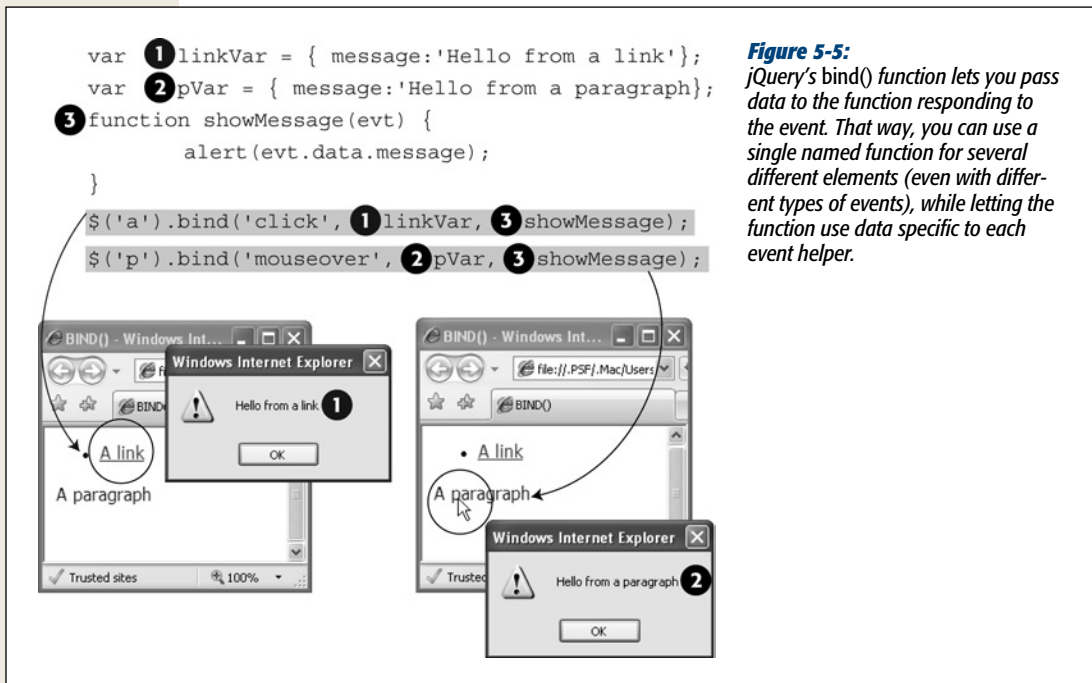 var 1 linkVar = { message:'Hello from a link'};
var 2 pVar = { message:'Hello from a paragraph};
3 function showMessage(evt) {
alert(evt.data.message);
}
$('a').bind('click', 1 linkVar, 3 showMessage);
$('p').bind('mouseover', 2 pVar, 3 showMessage);
Figure 5-5:
jQuery's bind() function lets you pass
data to the function responding to
the event. That way, you can use a
single named function for several
different elements (even with differ-
ent types of events), while letting the
function use data specific to each
event helper.
BIND() - Windows Int...
Windows Internet Explorer
Hello from a link 1
OK
A link
A paragraph
Trusted sites
100%
BIND() - Windows Int...
file://.PSF/.Mac/Users
BIND()
A link
A paragraph
Windows Internet Explorer
Hello from a paragraph 2
OK